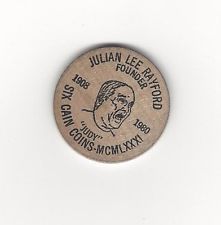 JULIAN LEE RAYFORD
FOUNDER
1908
1980
"JUDY"
SIX CAIN COINS-MCMLXXXI